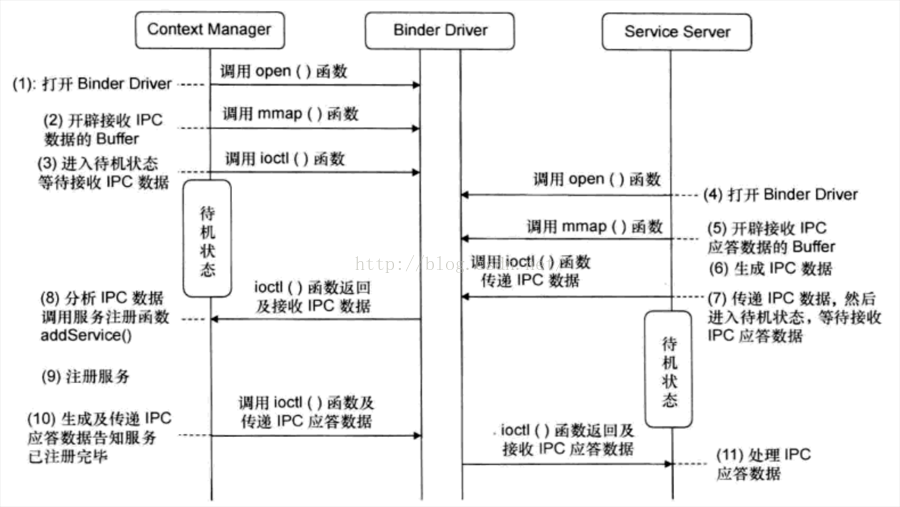 Context Manager
Binder Driver
Service Server
(1): 打开 Binder Driver
调用 open ( ) 函数
(2) 开辟接收 IPC
数据的 Buffer
调用 mmap ( ) 函数
(3) 进入待机状态
等待接收 IPC 数据
调用 ioctl ( ) 函数
待机状态
调用 open ( ) 函数
(4) 打开 Binder Driver
调用 mmap ( ) 函数
(5) 开辟接收 IPC
应答数据的 Buffer
(6) 生成 IPC 数据
调用 ioctl ( ) 函数
传递 IPC 数据
(7) 传递 IPC 数据，然后
进入待机状态，等待接收
IPC 应答数据
http://blog.
ioctl ( ) 函数返回
及接收 IPC 数据
(8) 分析 IPC 数据
调用服务注册函数
addService()
待机状态
(9) 注册服务
(10) 生成及传递 IPC
应答数据告知服务
已注册完毕
调用 ioctl ( ) 函数及
传递 IPC 应答数据
ioctl ( ) 函数返回及
接收 IPC 应答数据
(11) 处理 IPC
应答数据